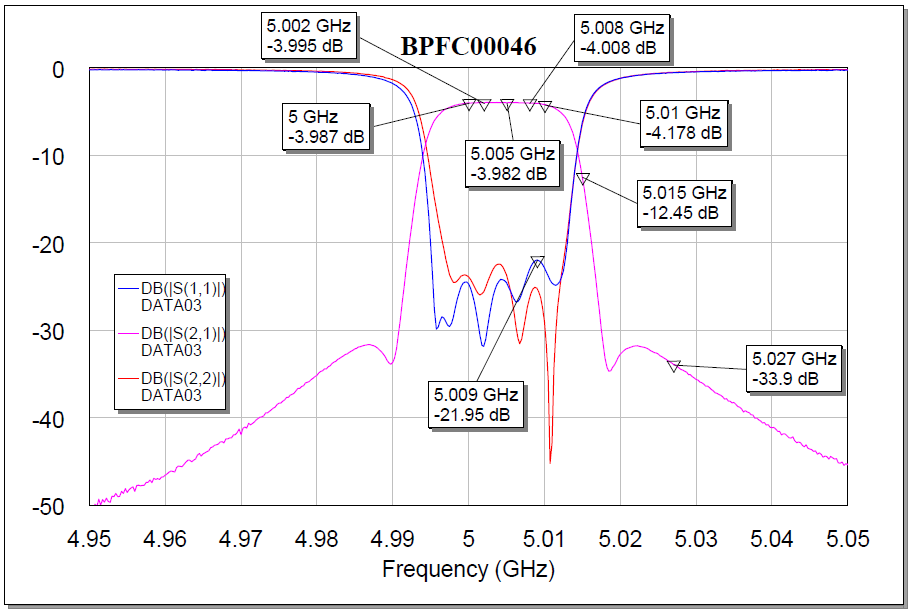 BPFC00046
5.002 GHz
-3.995 dB
5.008 GHz
-4.008 dB
5 GHz
-3.987 dB
5.005 GHz
-3.982 dB
5.01 GHz
-4.178 dB
5.015 GHz
-12.45 dB
5.009 GHz
-21.95 dB
5.027 GHz
-33.9 dB
DB(|S(1,1)|)
DATA03
DB(|S(2,1)|)
DATA03
DB(|S(2,2)|)
DATA03
0
-10
-20
-30
-40
-50
4.95 4.96 4.97 4.98 4.99 5 5.01 5.02 5.03 5.04 5.05
Frequency (GHz)